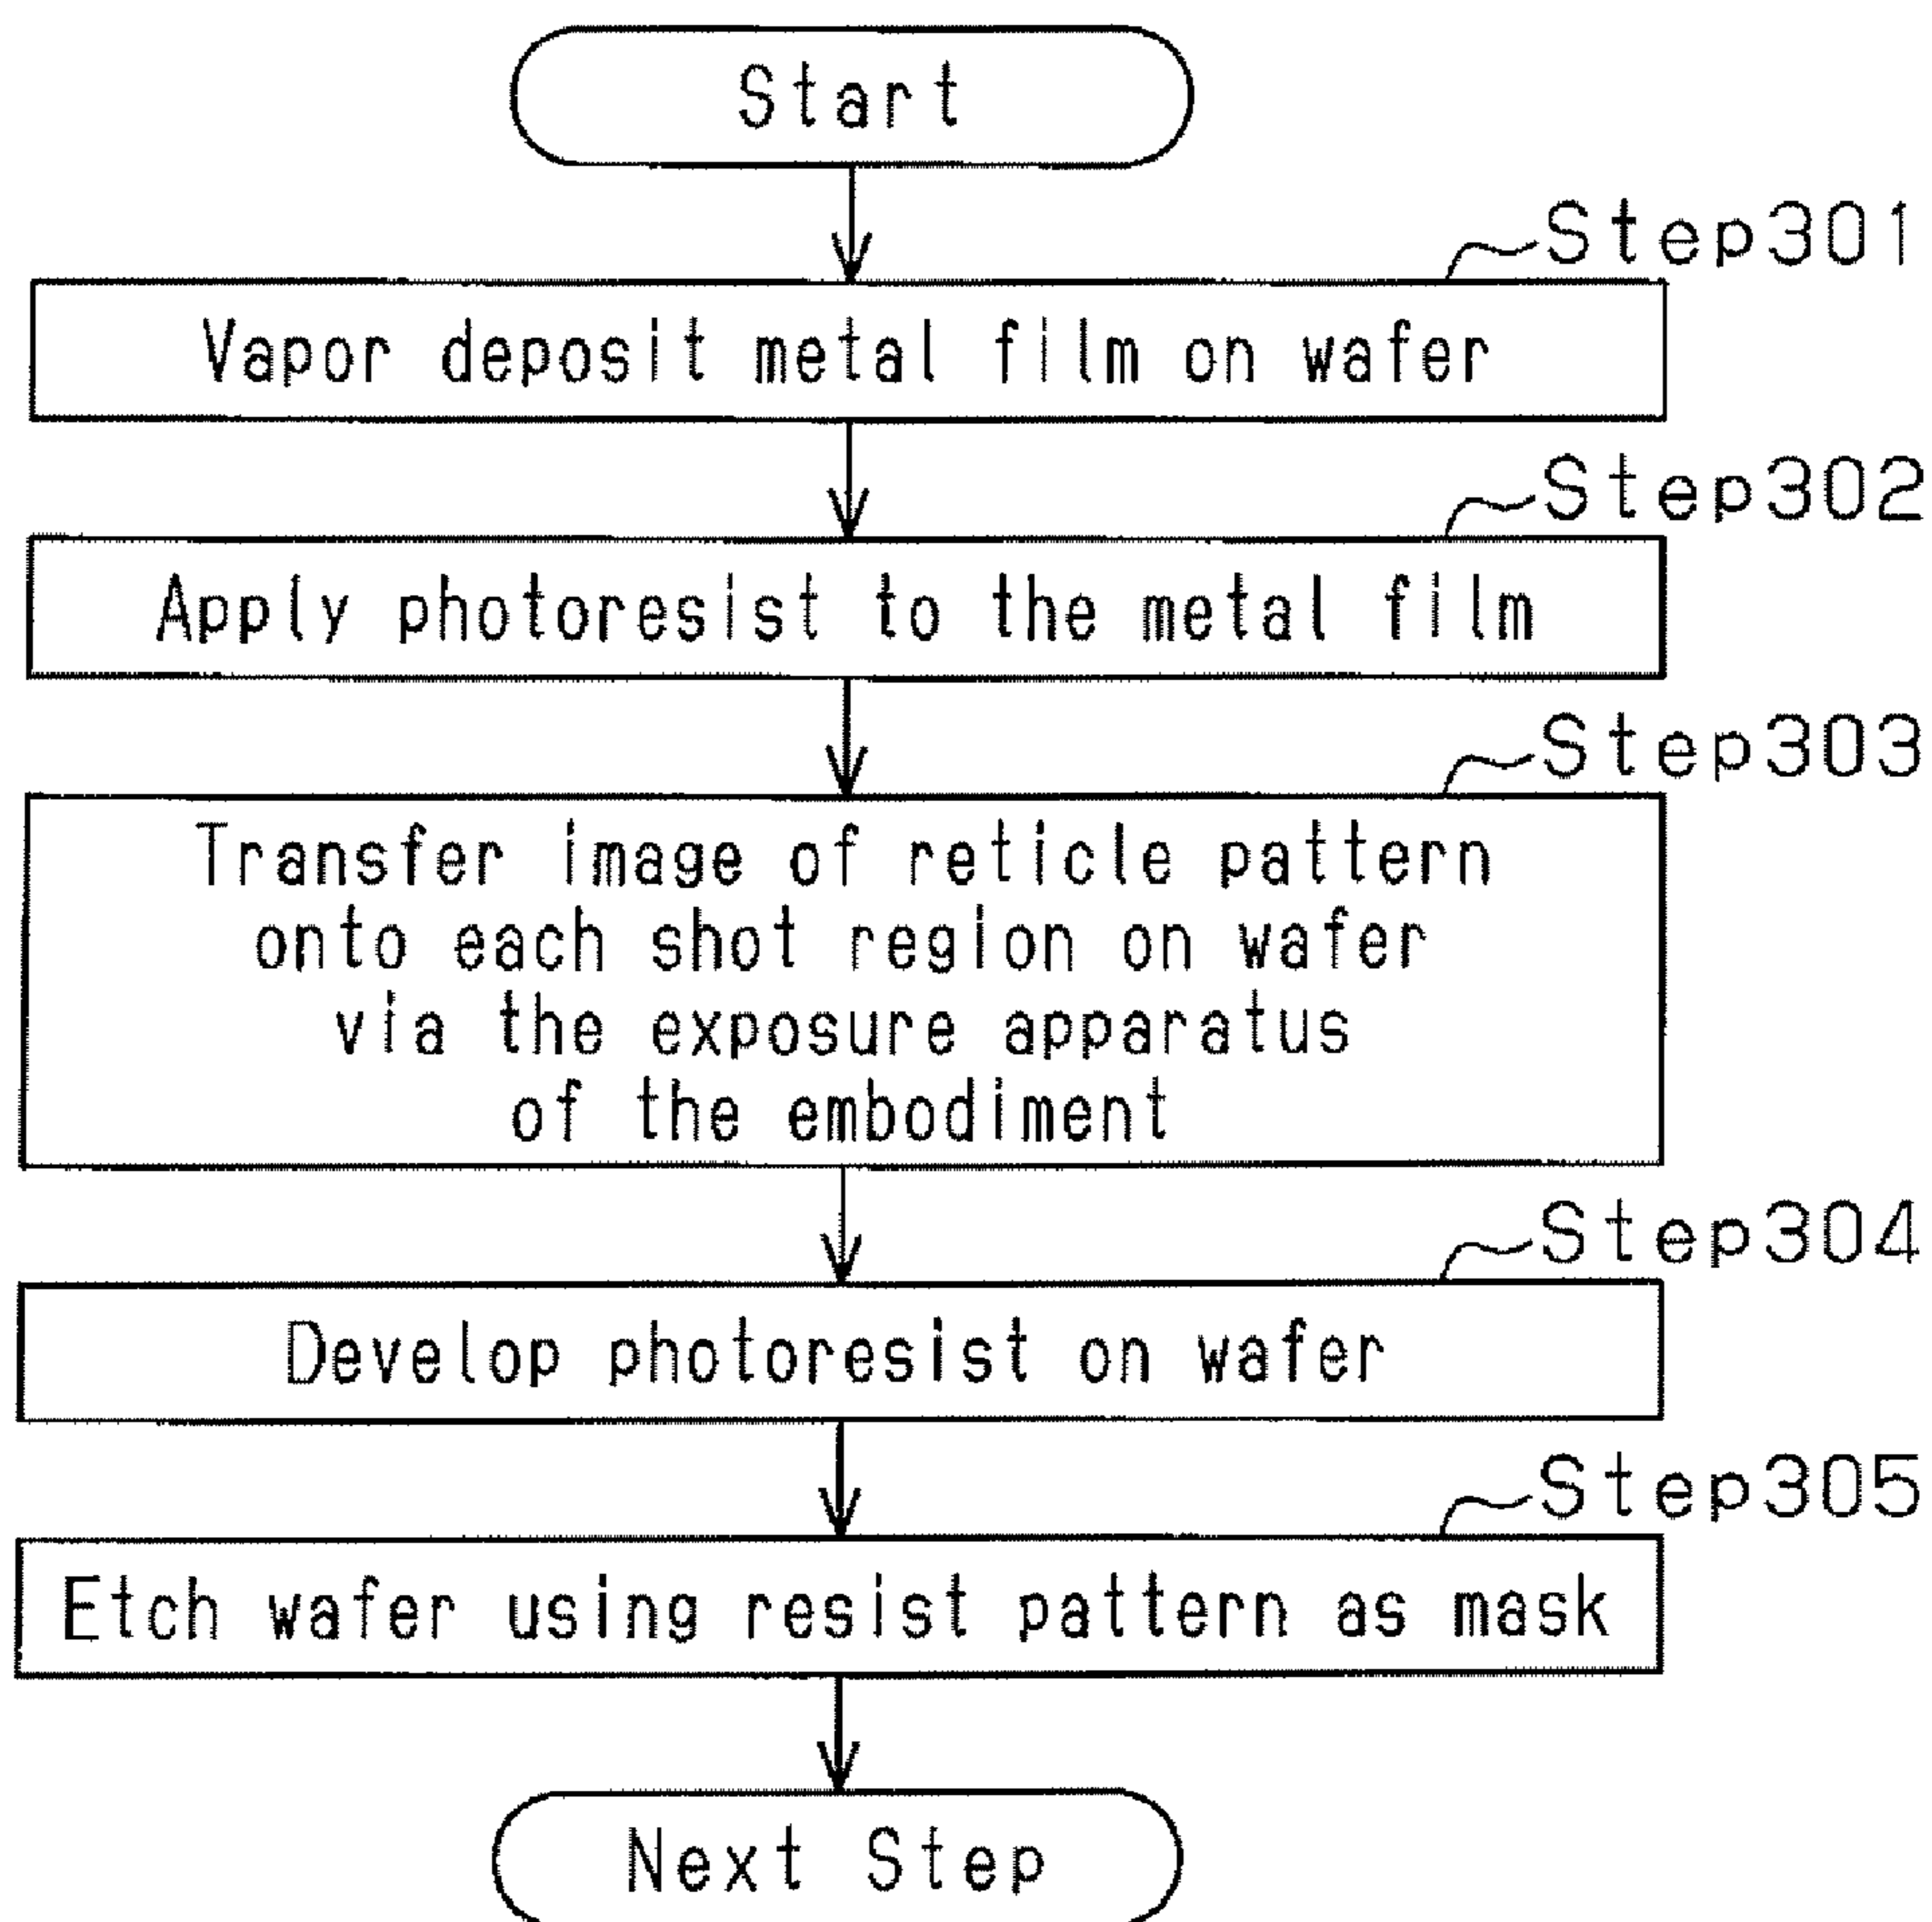 Start
Step301
Vapor deposit metal film on wafer
Step302
Apply photoresist to the metal film
Step303
Transfer image of reticle pattern
onto each shot region on wafer
via the exposure apparatus
of the embodiment
Step304
Develop photoresist on wafer
Step305
Etch wafer using resist pattern as mask
Next Step